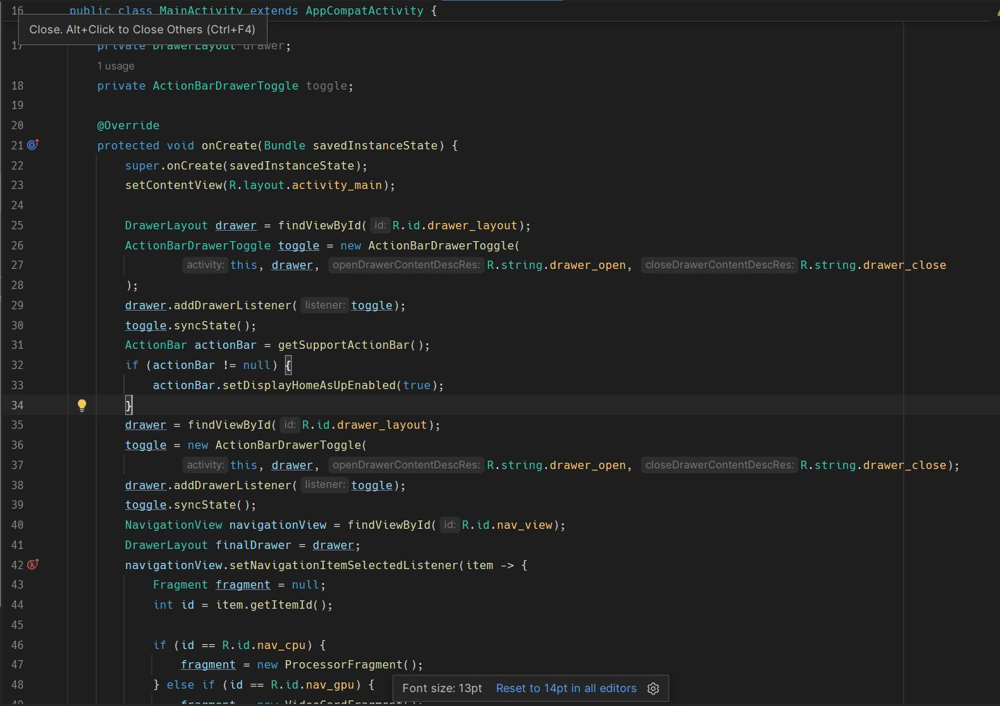 16 public class MainActivity extends AppCompatActivity {
Close. Alt+Click to Close Others (Ctrl+F4)
17 private DrawerLayout drawer;
1 usage
18 private ActionBarDrawerToggle toggle;
19
20 @Override
21 protected void onCreate(Bundle savedInstanceState) {
22 super.onCreate(savedInstanceState);
23 setContentView(R.layout.activity_main);
24
25 DrawerLayout drawer = findViewById( id: R.id.drawer_layout);
26 ActionBarDrawerToggle toggle = new ActionBarDrawerToggle(
27 activity: this, drawer, openDrawerContentDescRes: R.string.drawer_open, closeDrawerContentDescRes: R.string.drawer_close
28 );
29 drawer.addDrawerListener( listener: toggle);
30 toggle.syncState();
31 ActionBar actionBar = getSupportActionBar();
32 if (actionBar != null) {
33 actionBar.setDisplayHomeAsUpEnabled(true);
34 }
35 drawer = findViewById( id: R.id.drawer_layout);
36 toggle = new ActionBarDrawerToggle(
37 activity: this, drawer, openDrawerContentDescRes: R.string.drawer_open, closeDrawerContentDescRes: R.string.drawer_close);
38 drawer.addDrawerListener( listener: toggle);
39 toggle.syncState();
40 NavigationView navigationView = findViewById( id: R.id.nav_view);
41 DrawerLayout finalDrawer = drawer;
42 navigationView.setNavigationItemSelectedListener(item -> {
43 Fragment fragment = null;
44 int id = item.getItemId();
45
46 if (id == R.id.nav_cpu) {
47 fragment = new ProcessorFragment();
48 } else if (id == R.id.nav_gpu) {
Font size: 13pt Reset to 14pt in all editors
49 fragment = new VideoCardFragment();